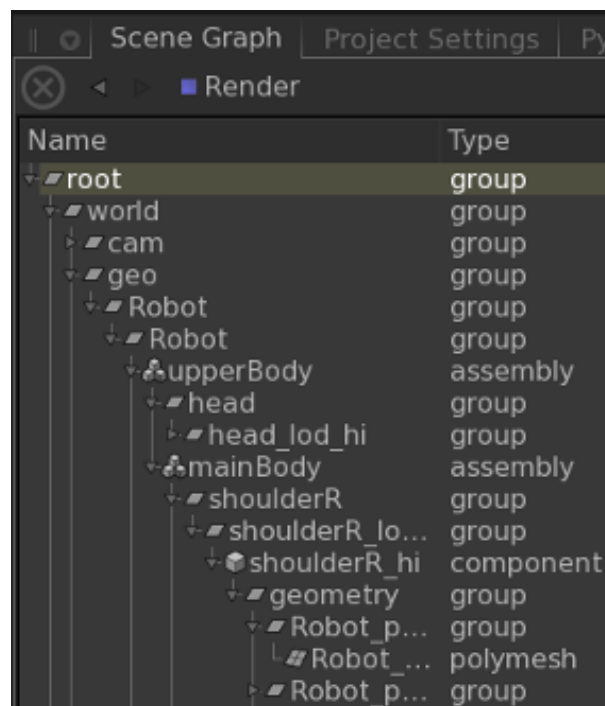 Scene Graph Project Settings Py
Render
Name Type
root group
world group
cam group
geo group
Robot group
Robot group
upperBody assembly
head group
head_lod_hi group
mainBody assembly
shoulderR group
shoulderR_lo... group
shoulderR_hi component
geometry group
Robot_p... group
Robot_... polymesh
Robot_p... group